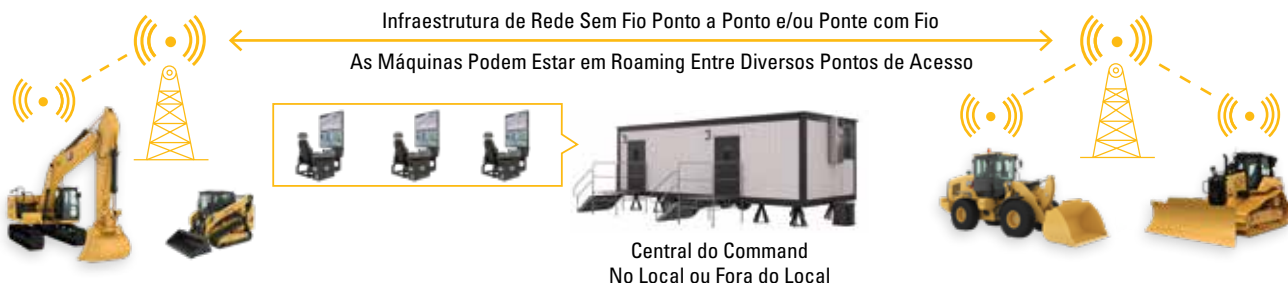 Infraestrutura de Rede Sem Fio Ponto a Ponto e/ou Ponte com Fio
As Máquinas Podem Estar em Roaming Entre Diversos Pontos de Acesso
3
Central do Command
No Local ou Fora do Local